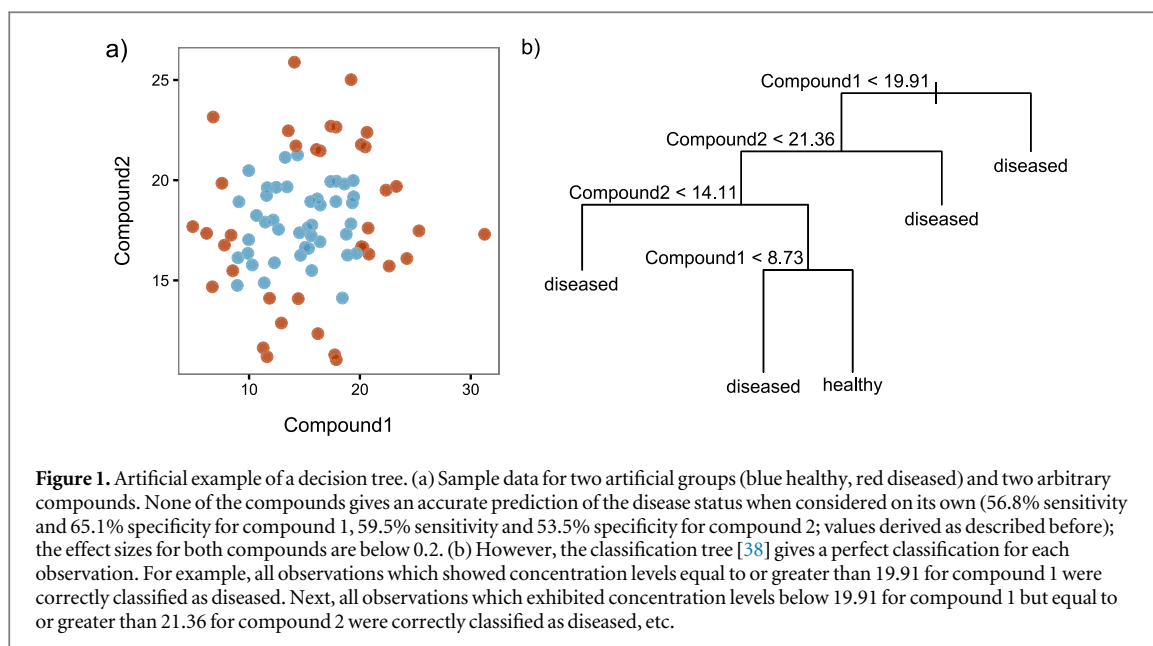 a)
25
20
15
Compound2
10
20
30
Compound1
b)
Compound1 < 19.91
Compound2 < 21.36
diseased
Compound2 < 14.11
diseased
Compound1 < 8.73
diseased
diseased
healthy
Figure 1. Artificial example of a decision tree. (a) Sample data for two artificial groups (blue healthy, red diseased) and two arbitrary
compounds. None of the compounds gives an accurate prediction of the disease status when considered on its own (56.8% sensitivity
and 65.1% specificity for compound 1, 59.5% sensitivity and 53.5% specificity for compound 2; values derived as described before);
the effect sizes for both compounds are below 0.2. (b) However, the classification tree [38] gives a perfect classification for each
observation. For example, all observations which showed concentration levels equal to or greater than 19.91 for compound 1 were
correctly classified as diseased. Next, all observations which exhibited concentration levels below 19.91 for compound 1 but equal to
or greater than 21.36 for compound 2 were correctly classified as diseased, etc.